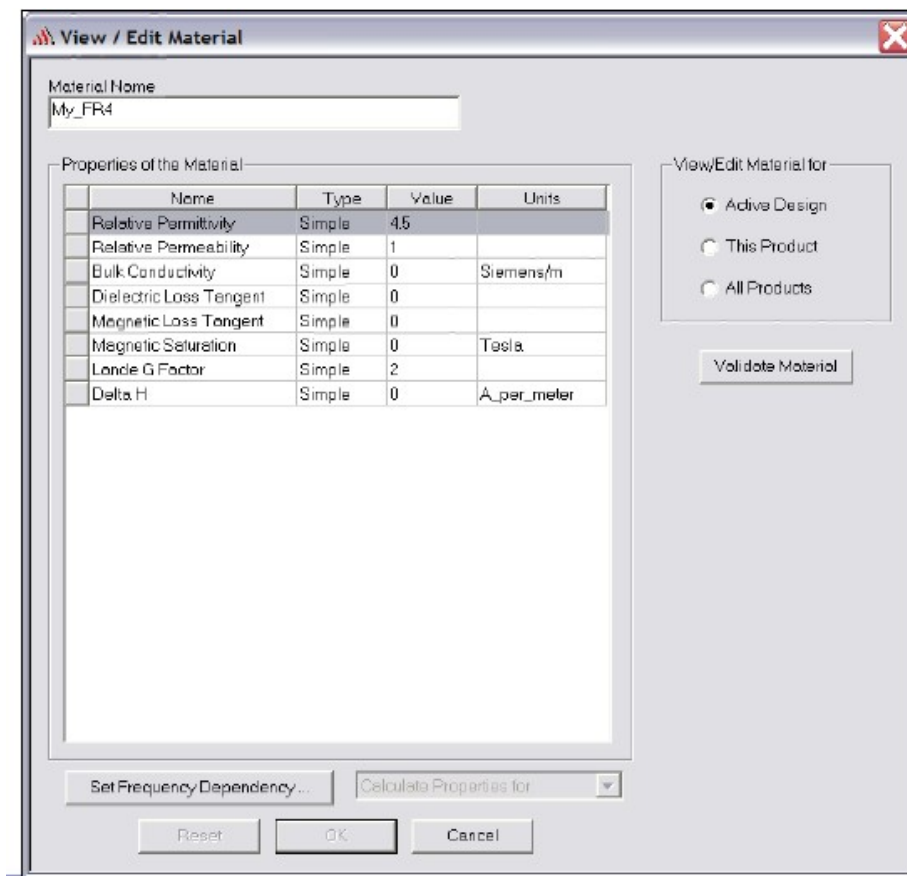 View / Edit Material
Material Name
My_FR4
Properties of the Material
View/Edit Material for
Name Type Value Units
Relative Permittivity Simple 4.5
Relative Permeability Simple 1
Bulk Conductivity Simple 0 Siemens/m
Dielectric Loss Tangent Simple 0
Magnetic Loss Tangent Simple 0
Magnetic Saturation Simple 0 Tesla
Lande G Factor Simple 2
Delta H Simple 0 A_per_meter
Active Design
This Product
All Products
Validate Material
Set Frequency Dependency...
Calculate Properties for
Reset
OK
Cancel